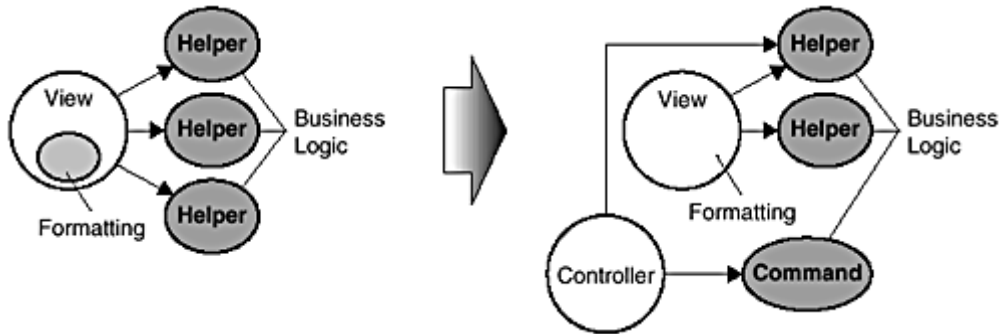 Helper
View
Helper
Business
Logic
Helper
Formatting
Helper
View
Helper
Business
Logic
Formatting
Controller
Command